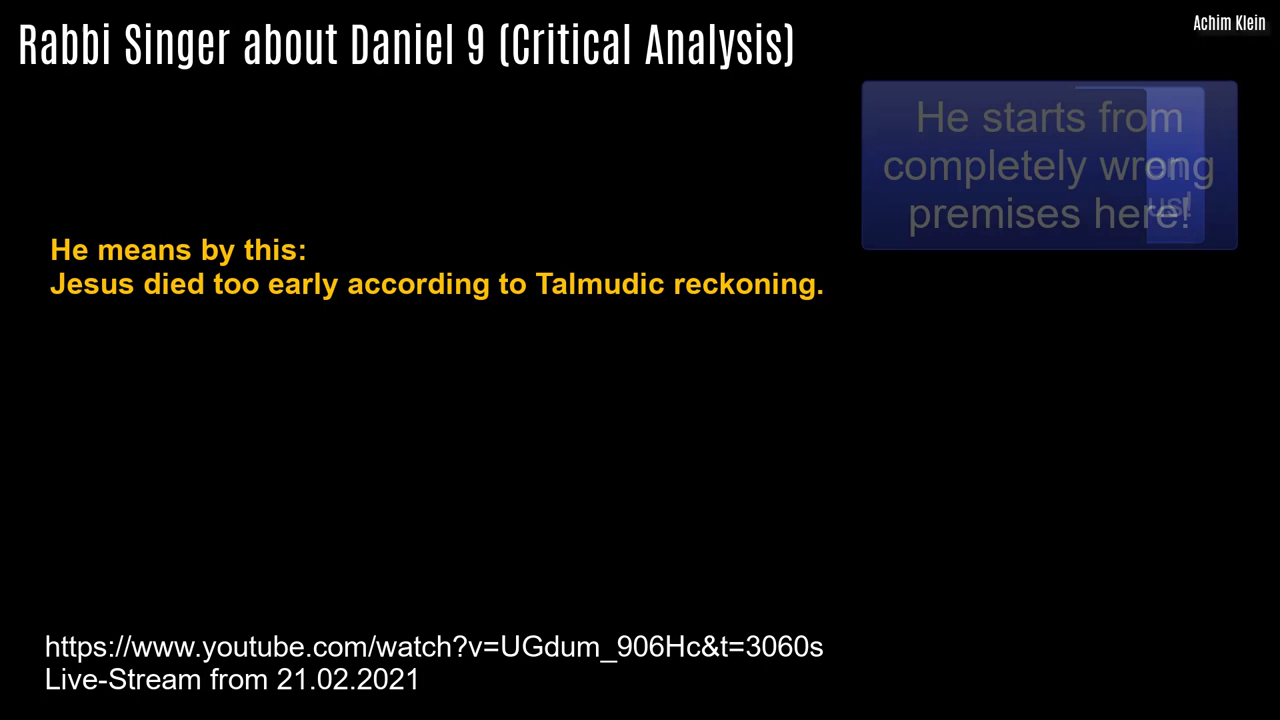 Rabbi Singer about Daniel 9 (Critical Analysis)
Achim Klein
He starts from
completely wrong
premises here!
He means by this:
Jesus died too early according to Talmudic reckoning.
https://www.youtube.com/watch?v=UGdum_906Hc&t=3060s
Live-Stream from 21.02.2021